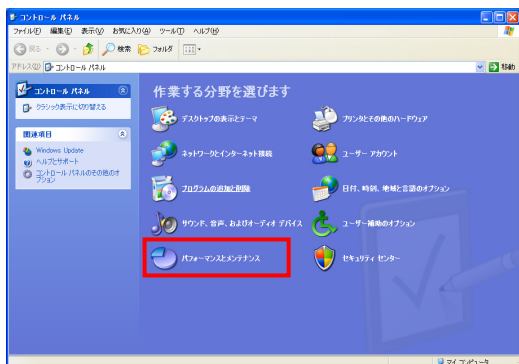 コントロール パネル
ファイル(F) 編集(E) 表示(V) お気に入り(A) ツール(T) ヘルプ(H)
戻る 検索 フォルダ
アドレス(D) コントロール パネル 移動
コントロール パネル
クラシック表示に切り替える
関連項目
Windows Update
ヘルプとサポート
コントロール パネルのその他のオプション
作業する分野を選びます
デスクトップの表示とテーマ
プリンタとその他のハードウェア
ネットワークとインターネット接続
ユーザー アカウント
プログラムの追加と削除
日付、時刻、地域と言語のオプション
サウンド、音声、およびオーディオ デバイス
ユーザー補助のオプション
パフォーマンスとメンテナンス
セキュリティ センター
マイ コンピュータ